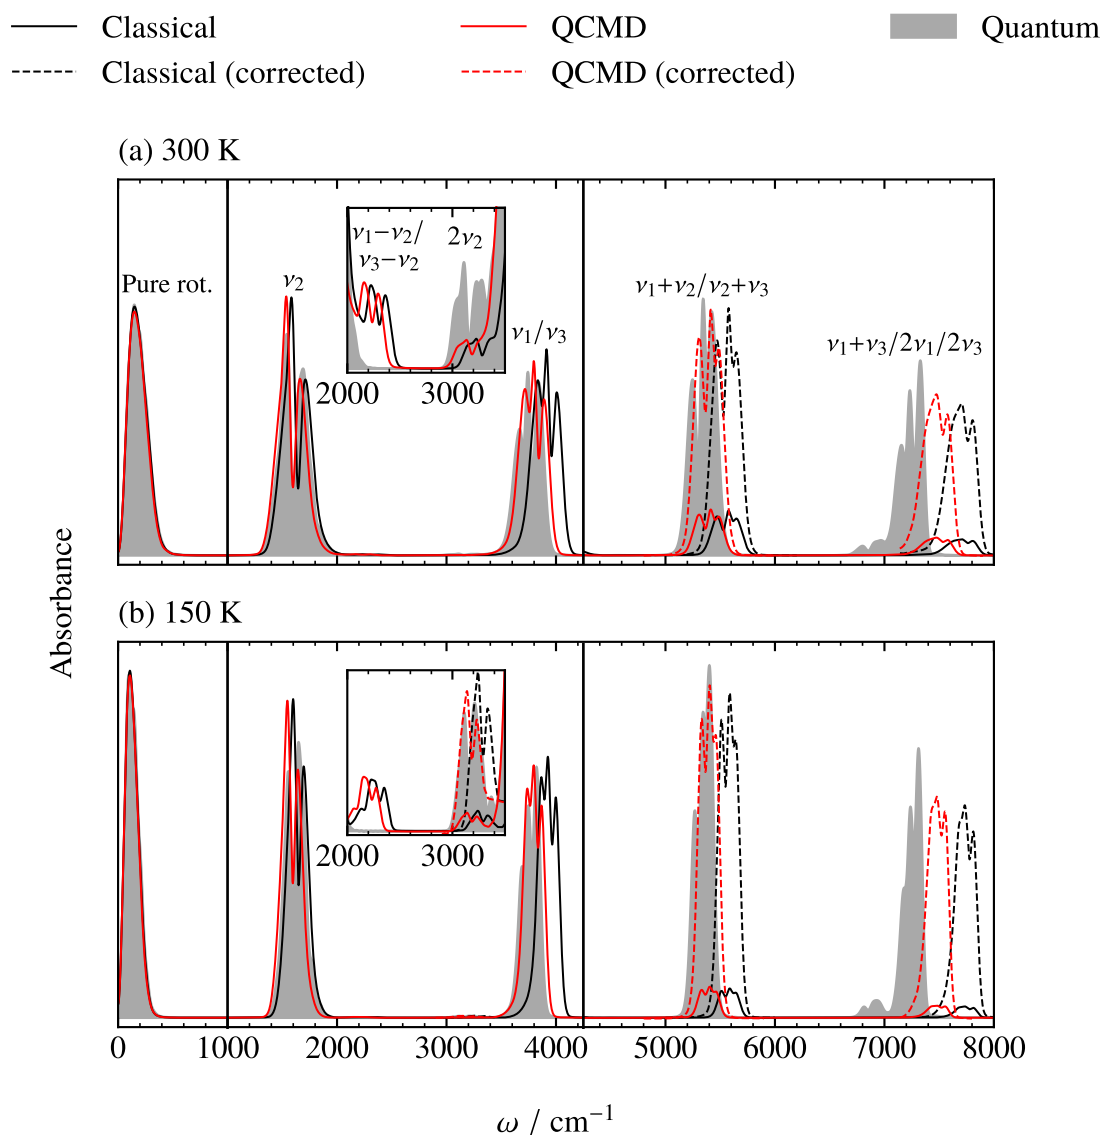 Classical
QCMD
Quantum
Classical (corrected)
QCMD (corrected)
(a) 300 K
Pure rot.
ν₂
ν₁−ν₂/
ν₃−ν₂
2ν₂
2000
3000
ν₁/ν₃
ν₁+ν₂/ν₂+ν₃
ν₁+ν₃/2ν₁/2ν₃
Absorbance
(b) 150 K
2000
3000
0
1000
2000
3000
4000
5000
6000
7000
8000
ω / cm⁻¹